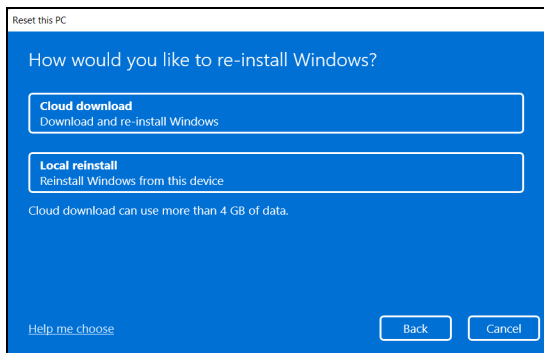 Reset this PC
How would you like to re-install Windows?
Cloud download
Download and re-install Windows
Local reinstall
Reinstall Windows from this device
Cloud download can use more than 4 GB of data.
Help me choose
Back
Cancel